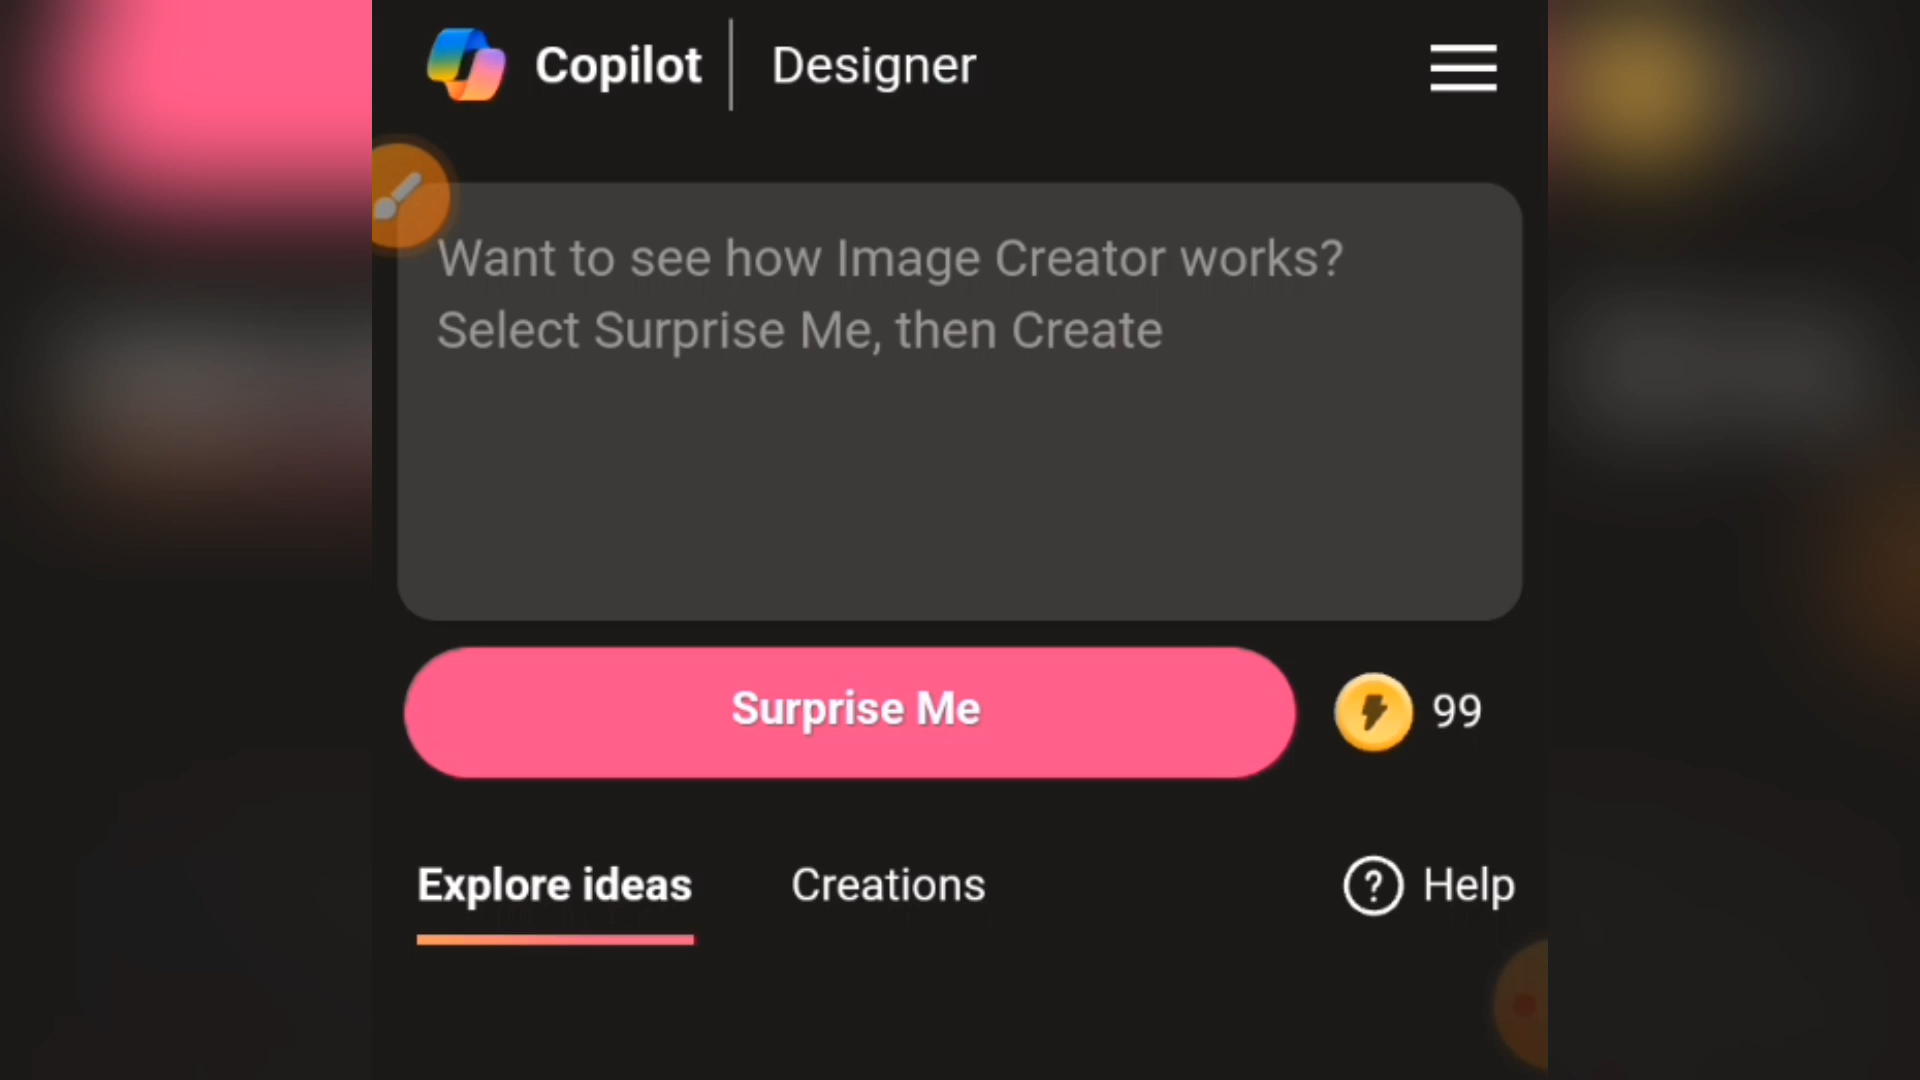 Copilot | Designer
Want to see how Image Creator works?
Select Surprise Me, then Create
Surprise Me
99
Explore ideas
Creations
Help